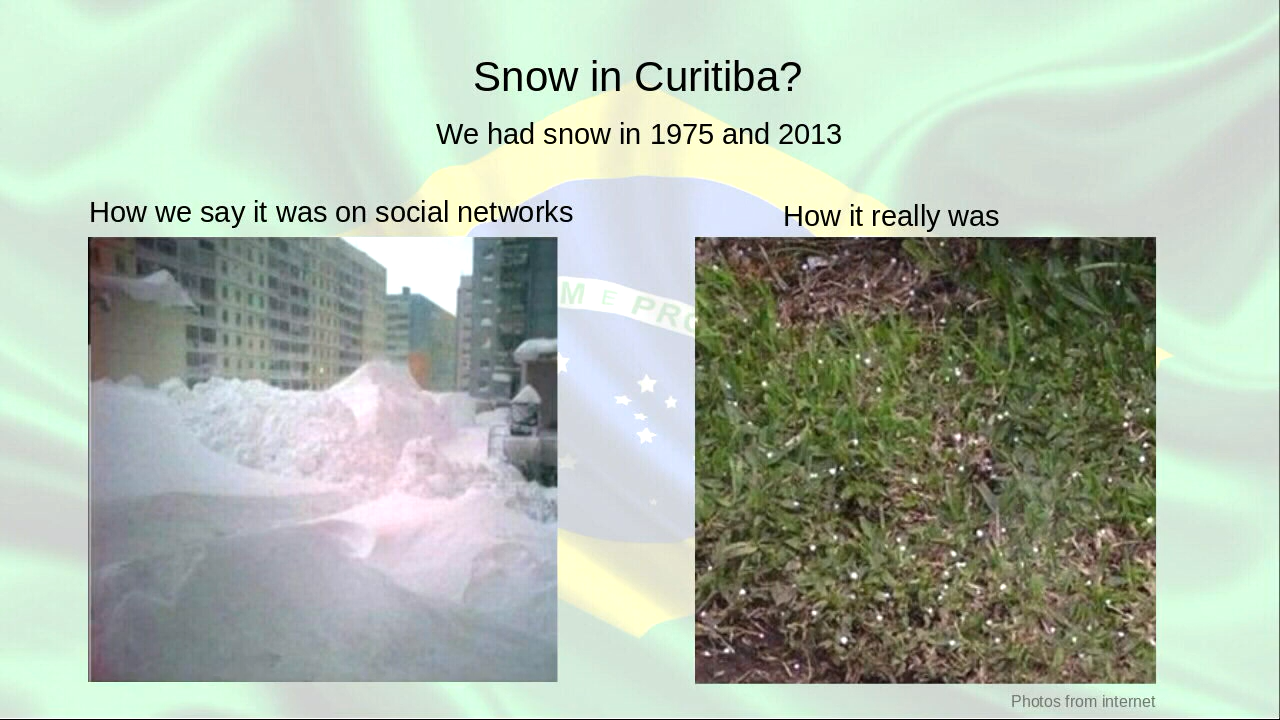 Snow in Curitiba?
We had snow in 1975 and 2013
How we say it was on social networks
How it really was
M E PRO
Photos from internet